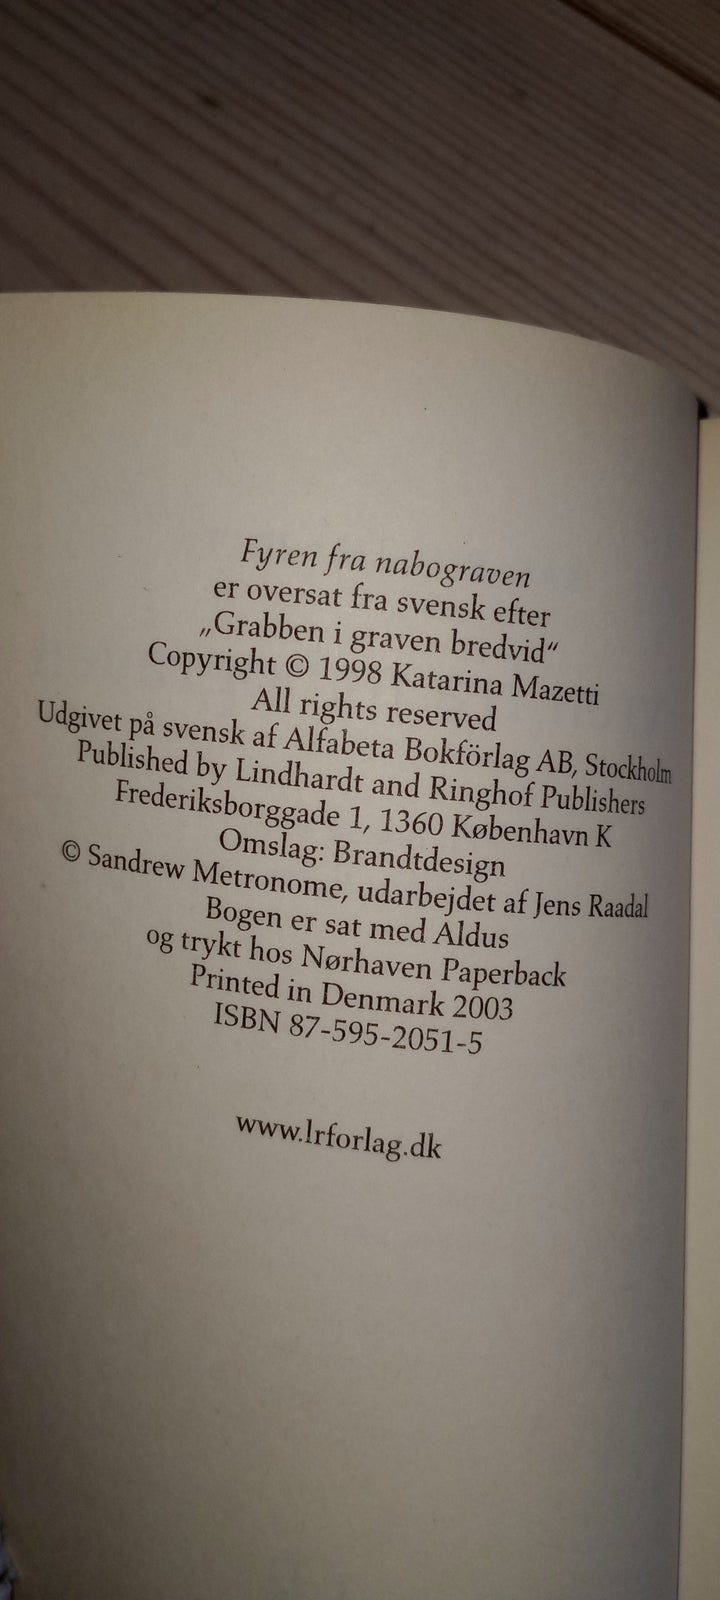 Fyren fra nabograven
er oversat fra svensk efter
„Grabben i graven bredvid“
Copyright © 1998 Katarina Mazetti
All rights reserved
Udgivet på svensk af Alfabeta Bokförlag AB, Stockholm
Published by Lindhardt and Ringhof Publishers
Frederiksborggade 1, 1360 København K
Omslag: Brandtdesign
© Sandrew Metronome, udarbejdet af Jens Raadal
Bogen er sat med Aldus
og trykt hos Nørhaven Paperback
Printed in Denmark 2003
ISBN 87-595-2051-5
www.lrforlag.dk